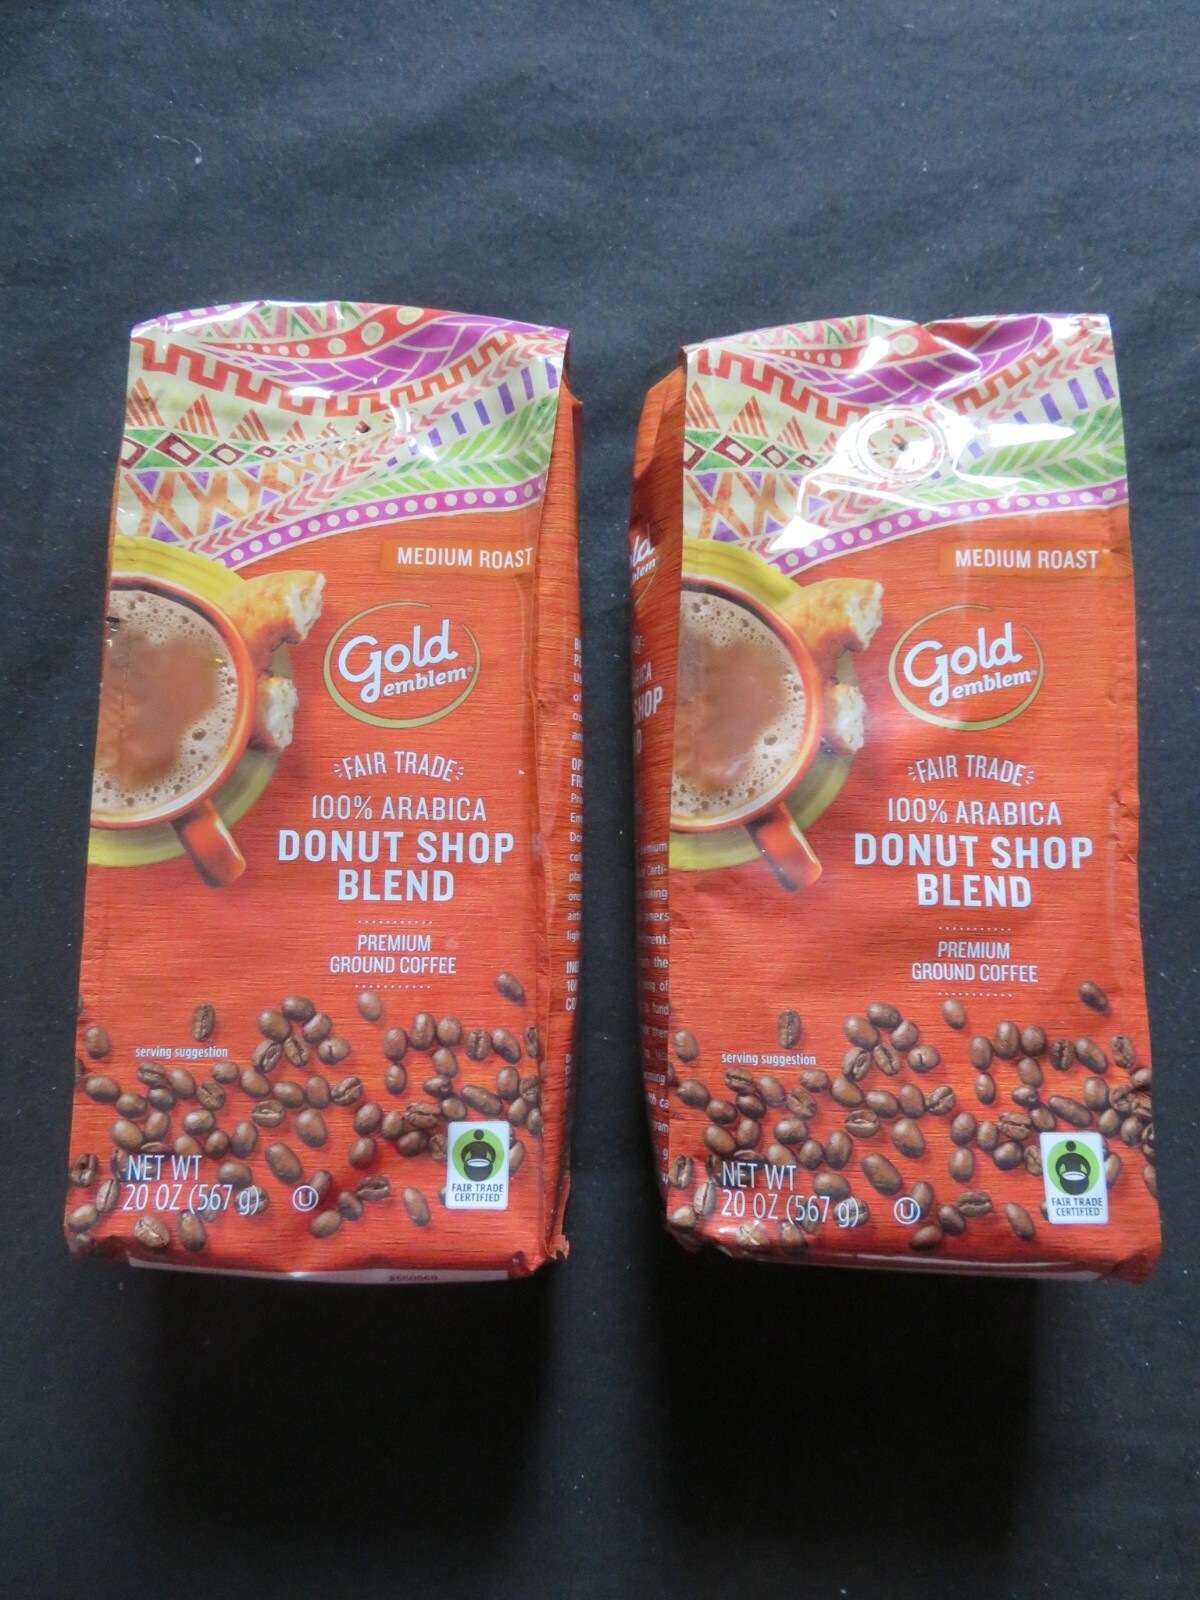 MEDIUM ROAST
Gold
emblem®
FAIR TRADE
100% ARABICA
DONUT SHOP
BLEND
PREMIUM
GROUND COFFEE
serving suggestion
NET WT
20 OZ (567 g)
U
FAIR TRADE
CERTIFIED
MEDIUM ROAST
Gold
emblem®
FAIR TRADE
100% ARABICA
DONUT SHOP
BLEND
PREMIUM
GROUND COFFEE
serving suggestion
NET WT
20 OZ (567 g)
U
FAIR TRADE
CERTIFIED